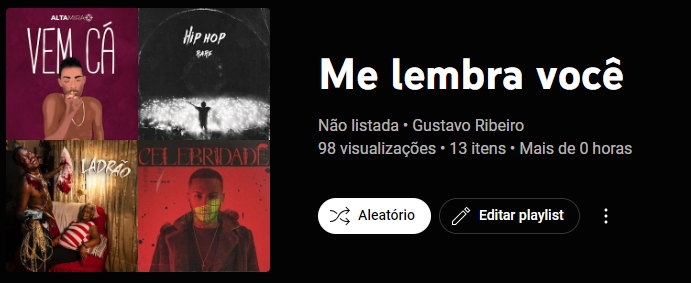 ALTAMIRA
VEM CÁ
HIP HOP
RARE
LADRÃO
CELEBRIDADE
Me lembra você
Não listada • Gustavo Ribeiro
98 visualizações • 13 itens • Mais de 0 horas
Aleatório
Editar playlist